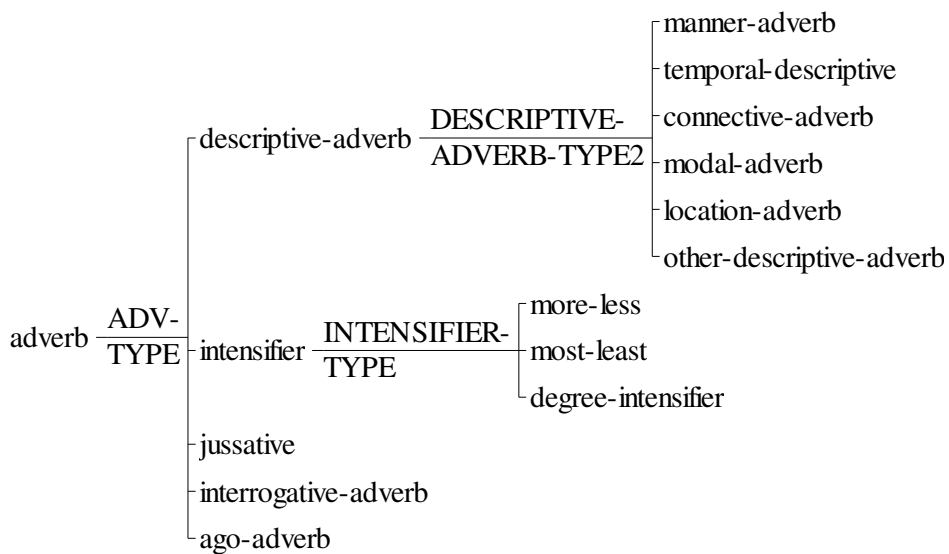 manner-adverb
temporal-descriptive
descriptive-adverb
DESCRIPTIVE-
ADVERB-TYPE2
connective-adverb
modal-adverb
location-adverb
other-descriptive-adverb
adverb
ADV-
TYPE
intensifier
INTENSIFIER-
TYPE
more-less
most-least
degree-intensifier
jussative
interrogative-adverb
ago-adverb